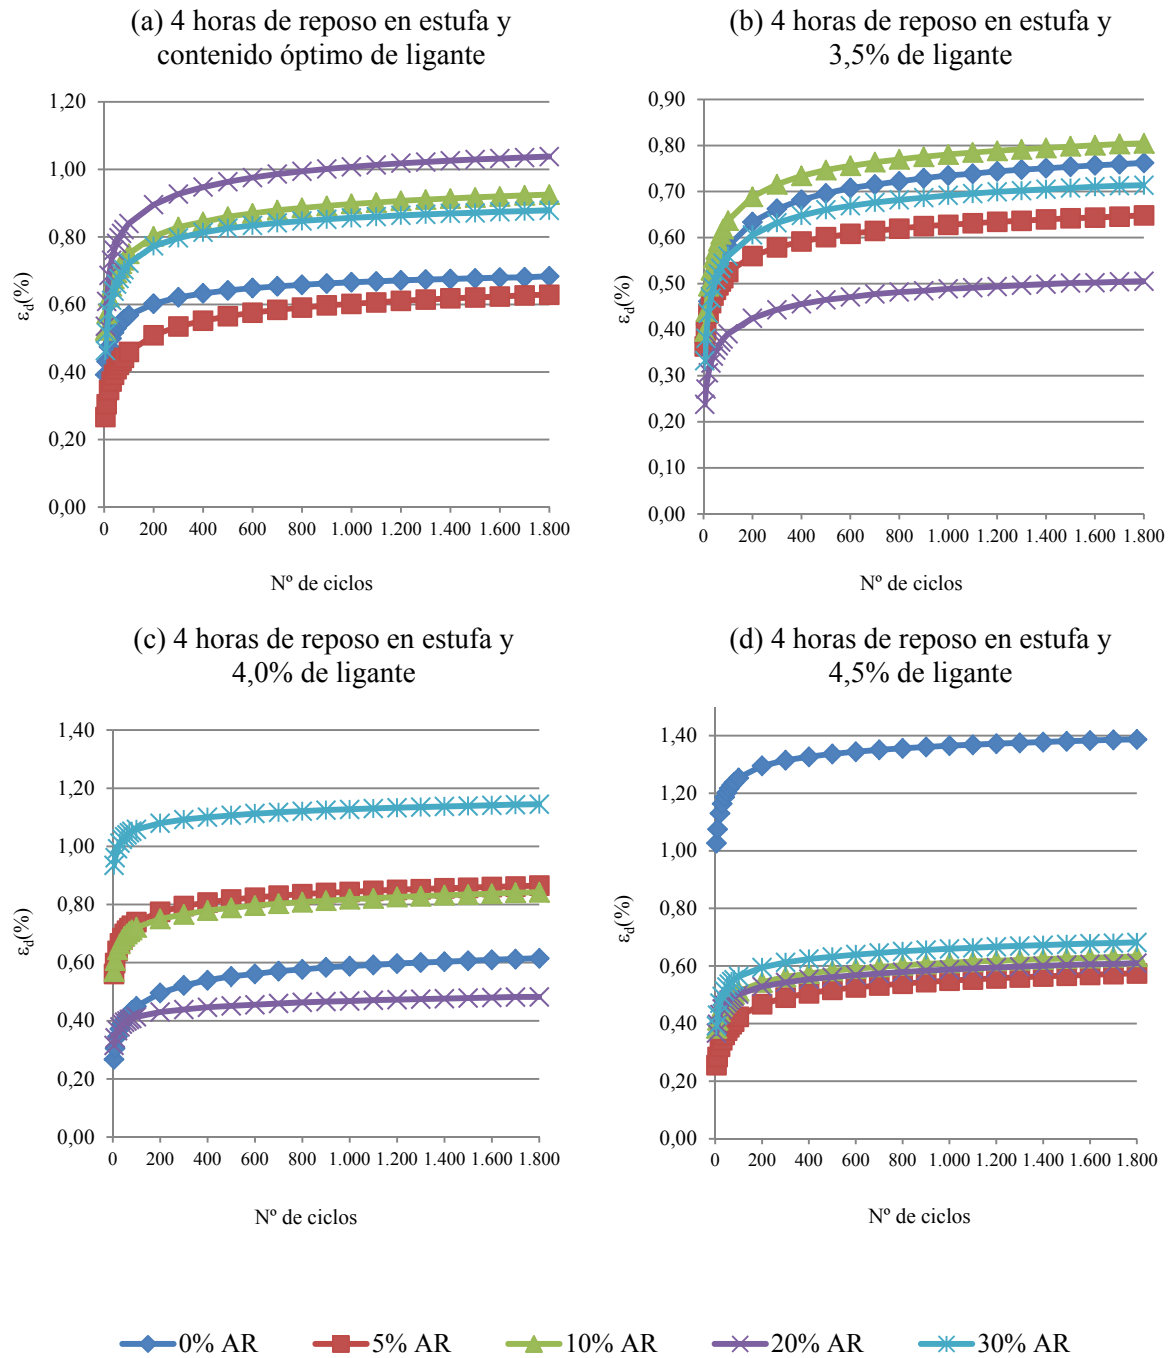 (a) 4 horas de reposo en estufa y
contenido óptimo de ligante
1,20
1,00
0,80
0,60
0,40
0,20
0,00
εd(%)
0 200 400 600 800 1.000 1.200 1.400 1.600 1.800
Nº de ciclos
(b) 4 horas de reposo en estufa y
3,5% de ligante
0,90
0,80
0,70
0,60
0,50
0,40
0,30
0,20
0,10
0,00
εd(%)
0 200 400 600 800 1.000 1.200 1.400 1.600 1.800
Nº de ciclos
(c) 4 horas de reposo en estufa y
4,0% de ligante
1,40
1,20
1,00
0,80
0,60
0,40
0,20
0,00
εd(%)
0 200 400 600 800 1.000 1.200 1.400 1.600 1.800
Nº de ciclos
(d) 4 horas de reposo en estufa y
4,5% de ligante
1,40
1,20
1,00
0,80
0,60
0,40
0,20
0,00
εd(%)
0 200 400 600 800 1.000 1.200 1.400 1.600 1.800
Nº de ciclos
0% AR 5% AR 10% AR 20% AR 30% AR